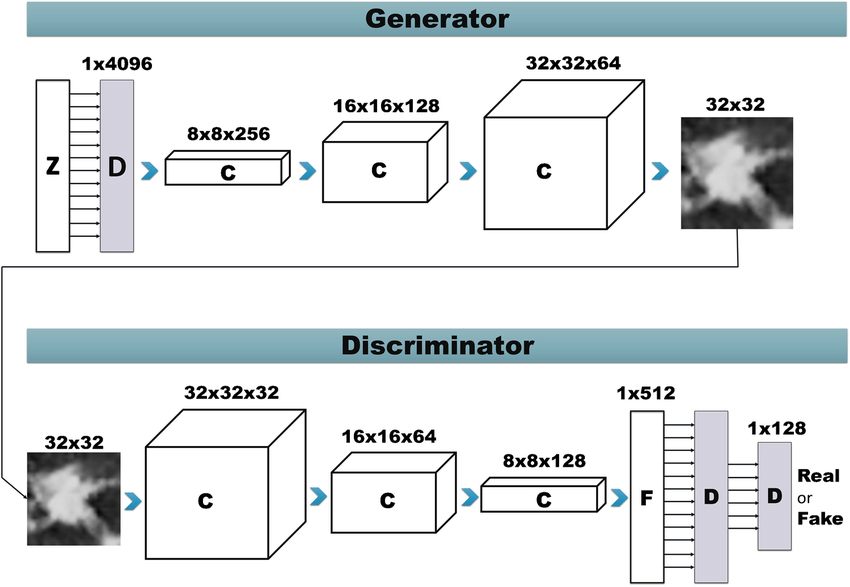 Generator
1x4096
32x32x64
16x16x128
32x32
8x8x256
Z
D
C
C
C
Discriminator
32x32x32
1x512
16x16x64
1x128
32x32
8x8x128
C
C
C
F
D
D
Real
or
Fake